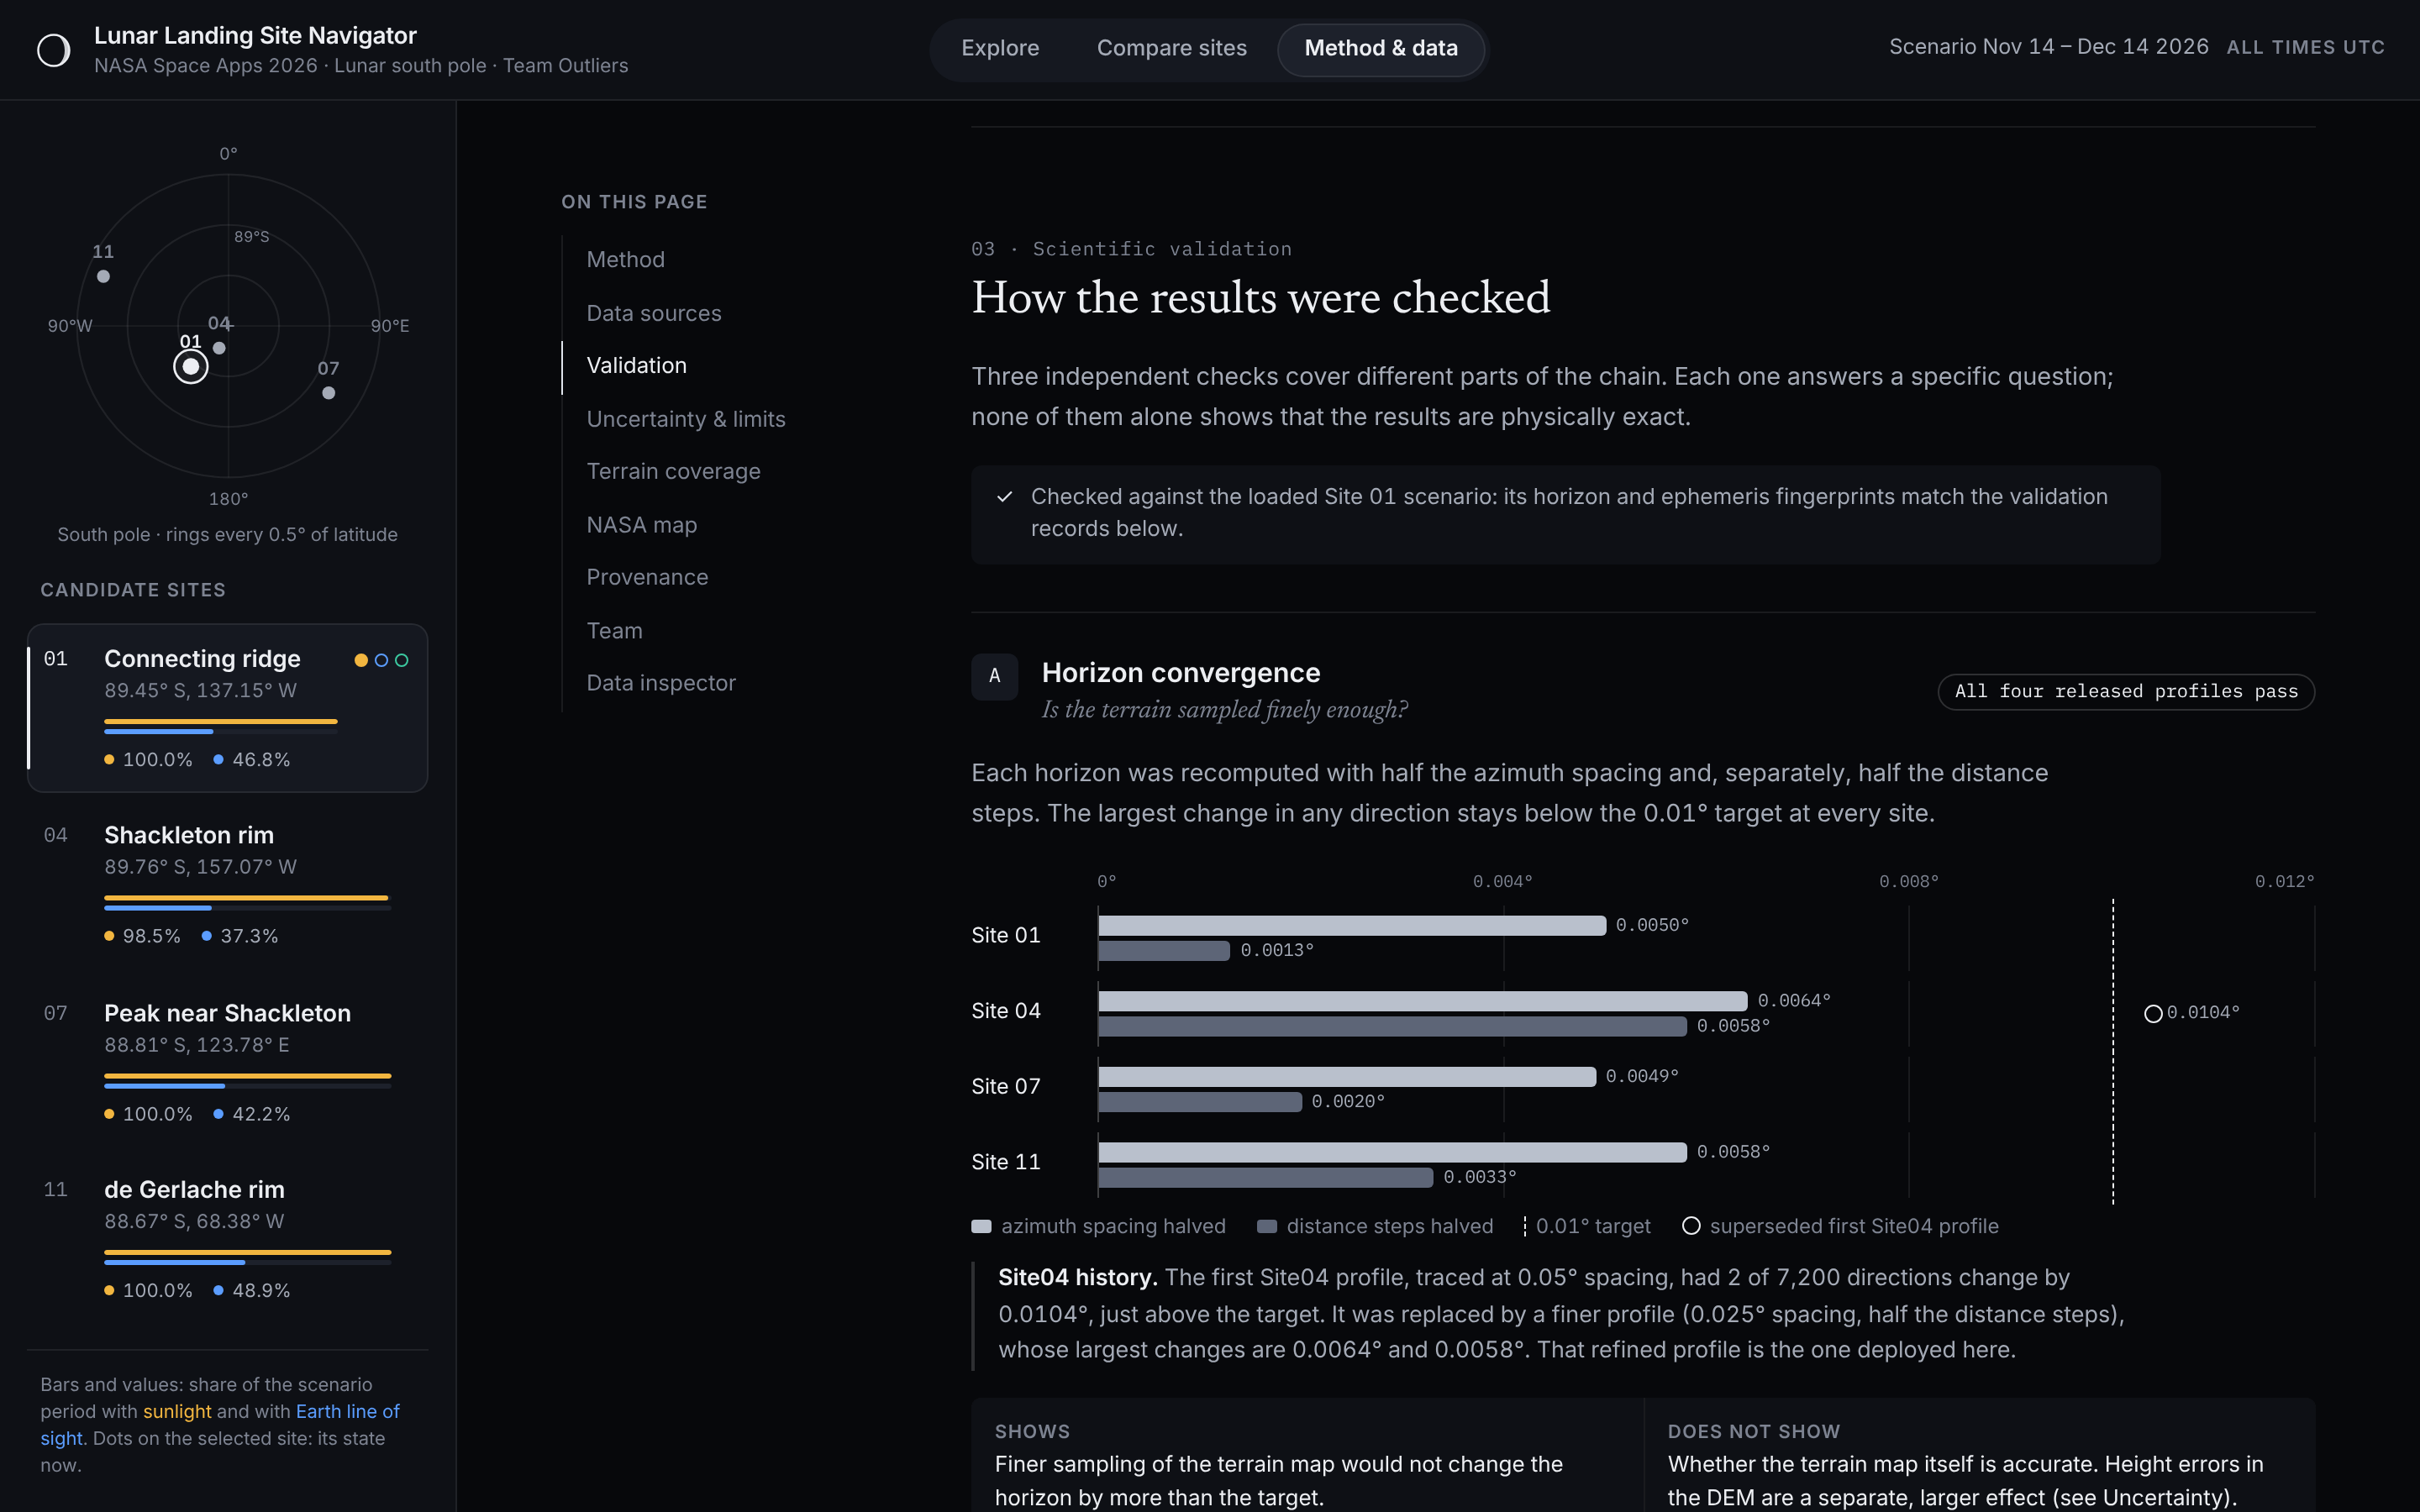 Lunar Landing Site Navigator
NASA Space Apps 2026 · Lunar south pole · Team Outliers
Explore
Compare sites
Method & data
Scenario Nov 14 – Dec 14 2026 ALL TIMES UTC
0°
89°S
11
04
90°W
90°E
01
07
180°
South pole · rings every 0.5° of latitude
CANDIDATE SITES
01 Connecting ridge
89.45° S, 137.15° W
100.0% 46.8%
04 Shackleton rim
89.76° S, 157.07° W
98.5% 37.3%
07 Peak near Shackleton
88.81° S, 123.78° E
100.0% 42.2%
11 de Gerlache rim
88.67° S, 68.38° W
100.0% 48.9%
Bars and values: share of the scenario
period with sunlight and with Earth line of
sight. Dots on the selected site: its state
now.
ON THIS PAGE
Method
Data sources
Validation
Uncertainty & limits
Terrain coverage
NASA map
Provenance
Team
Data inspector
03 · Scientific validation
How the results were checked
Three independent checks cover different parts of the chain. Each one answers a specific question;
none of them alone shows that the results are physically exact.
✓ Checked against the loaded Site 01 scenario: its horizon and ephemeris fingerprints match the validation
records below.
A Horizon convergence
Is the terrain sampled finely enough?
All four released profiles pass
Each horizon was recomputed with half the azimuth spacing and, separately, half the distance
steps. The largest change in any direction stays below the 0.01° target at every site.
0° 0.004° 0.008° 0.012°
Site 01
0.0050°
0.0013°
Site 04
0.0064°
0.0058°
0.0104°
Site 07
0.0049°
0.0020°
Site 11
0.0058°
0.0033°
azimuth spacing halved distance steps halved 0.01° target superseded first Site04 profile
Site04 history. The first Site04 profile, traced at 0.05° spacing, had 2 of 7,200 directions change by
0.0104°, just above the target. It was replaced by a finer profile (0.025° spacing, half the distance steps),
whose largest changes are 0.0064° and 0.0058°. That refined profile is the one deployed here.
SHOWS
Finer sampling of the terrain map would not change the
horizon by more than the target.
DOES NOT SHOW
Whether the terrain map itself is accurate. Height errors in
the DEM are a separate, larger effect (see Uncertainty).